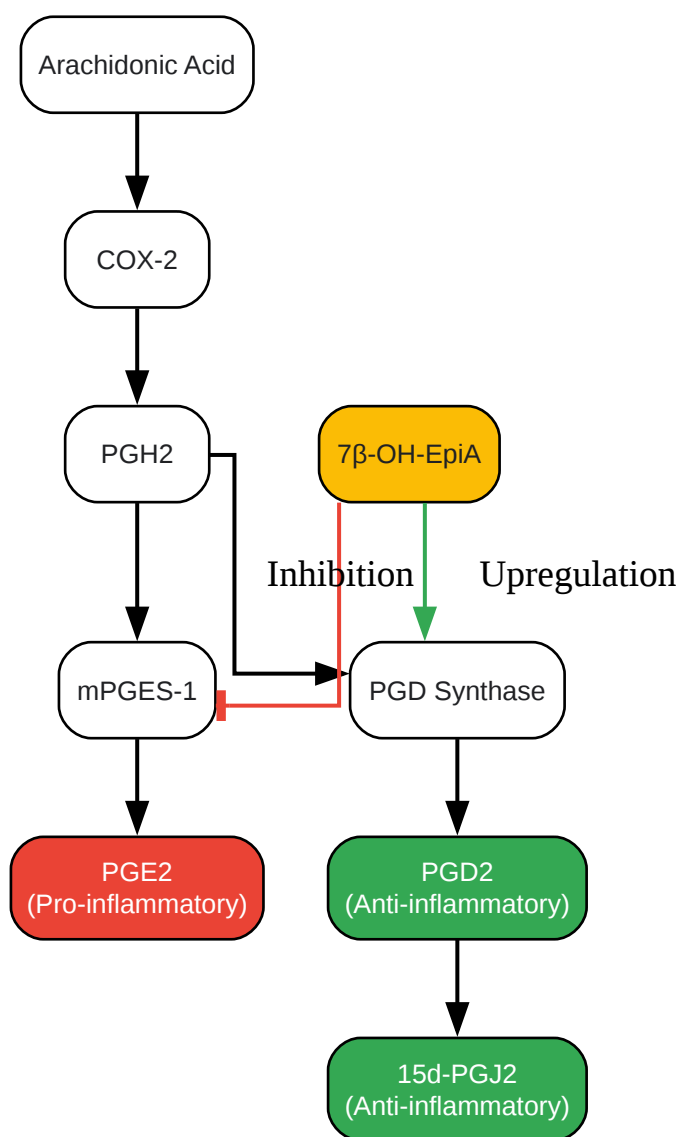 Arachidonic Acid
COX-2
PGH2
7β-OH-EpiA
Inhibition
Upregulation
mPGES-1
PGD Synthase
PGE2
(Pro-inflammatory)
PGD2
(Anti-inflammatory)
15d-PGJ2
(Anti-inflammatory)